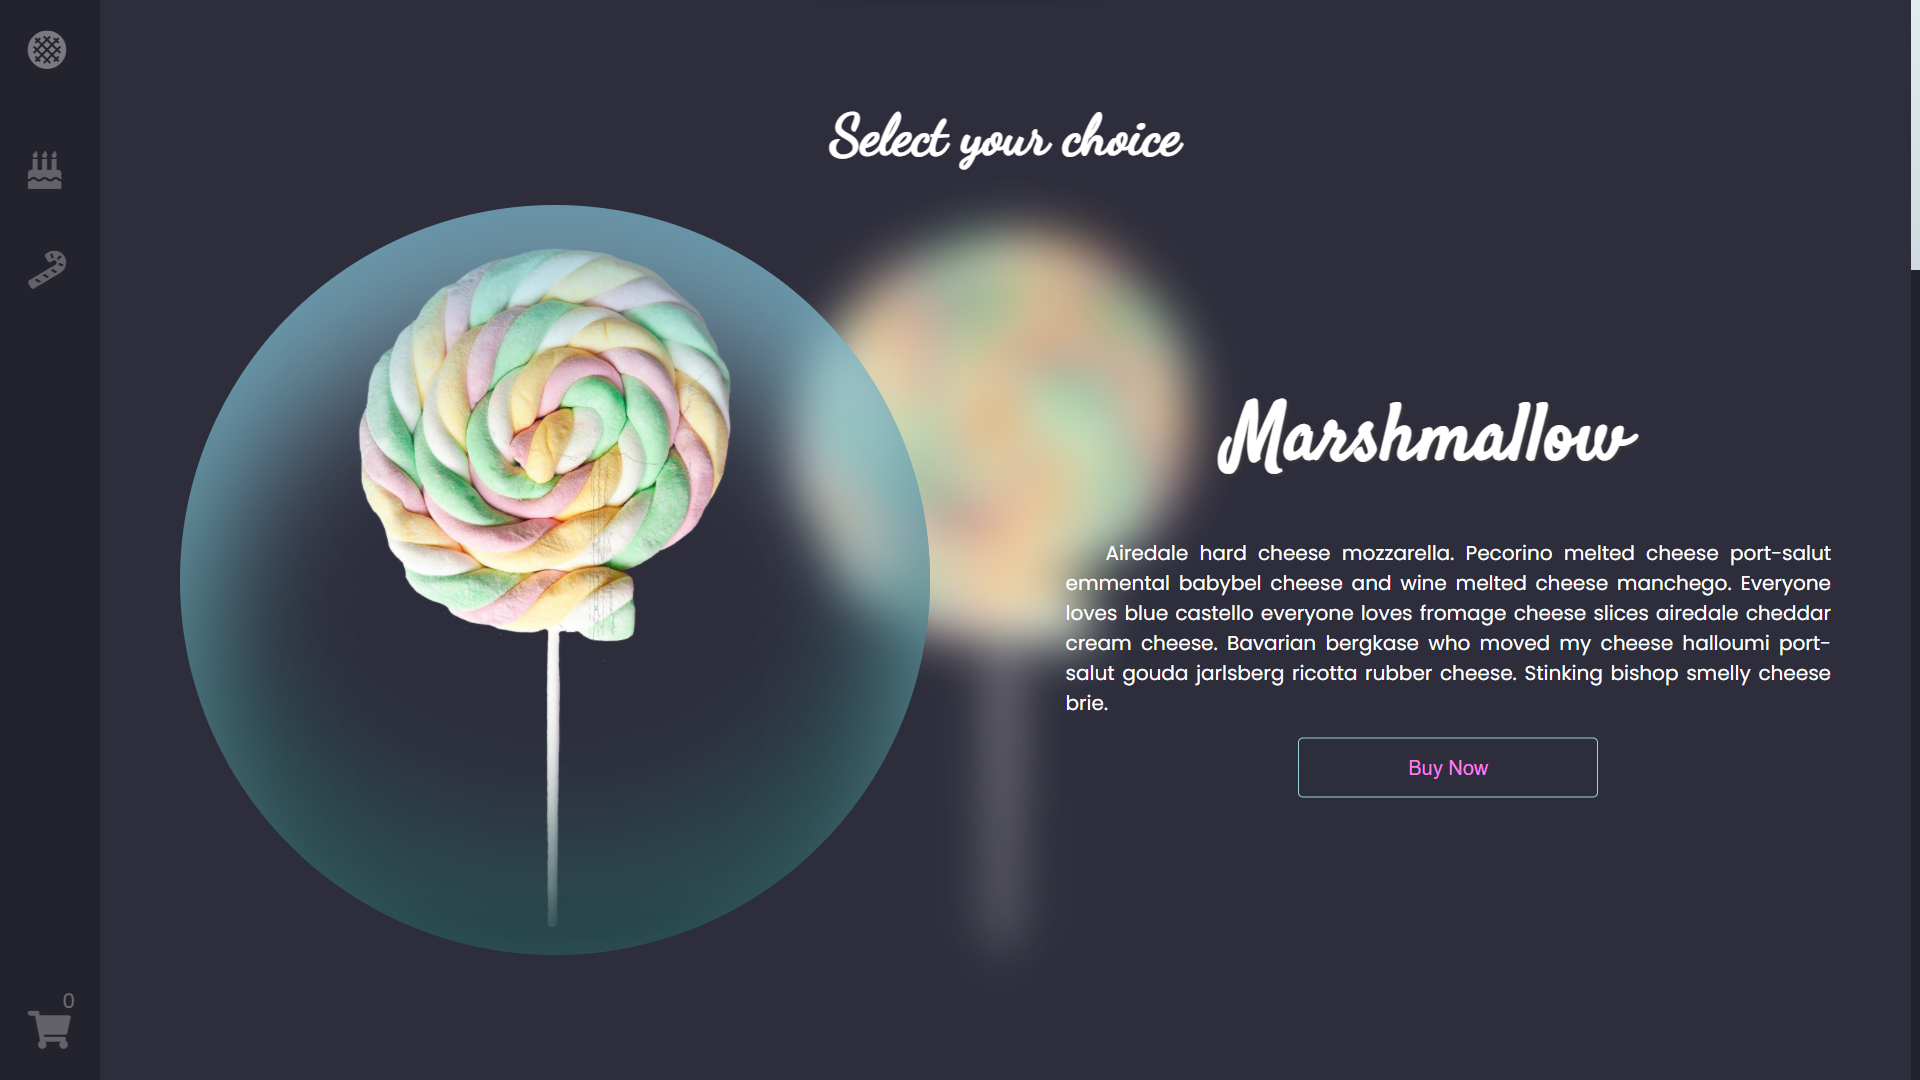 Select your choice
Marshmallow
Airedale hard cheese mozzarella. Pecorino melted cheese port-salut
emmental babybel cheese and wine melted cheese manchego. Everyone
loves blue castello everyone loves fromage cheese slices airedale cheddar
cream cheese. Bavarian bergkase who moved my cheese halloumi port-
salut gouda jarlsberg ricotta rubber cheese. Stinking bishop smelly cheese
brie.
Buy Now
0